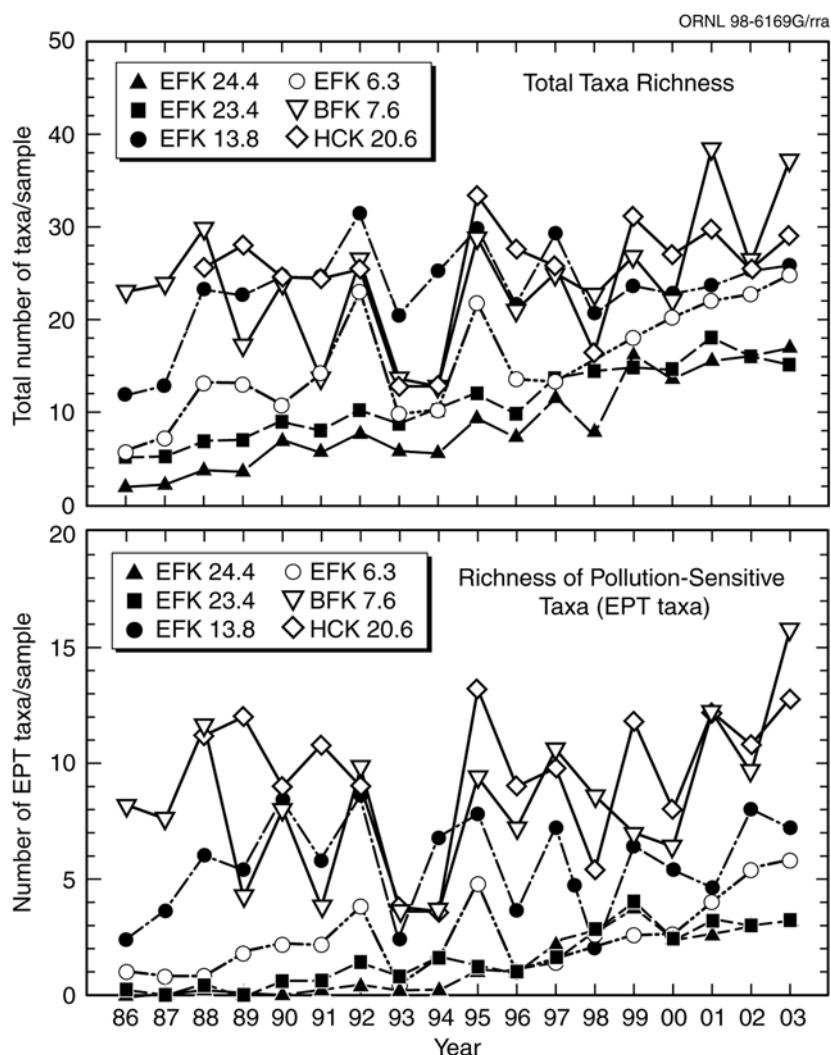 ORNL 98-6169G/rra
50
40
30
20
10
0
Total number of taxa/sample
EFK 24.4
EFK 6.3
EFK 23.4
BFK 7.6
EFK 13.8
HCK 20.6
Total Taxa Richness
20
15
10
5
0
Number of EPT taxa/sample
EFK 24.4
EFK 6.3
EFK 23.4
BFK 7.6
EFK 13.8
HCK 20.6
Richness of Pollution-Sensitive
Taxa (EPT taxa)
86 87 88 89 90 91 92 93 94 95 96 97 98 99 00 01 02 03
Year